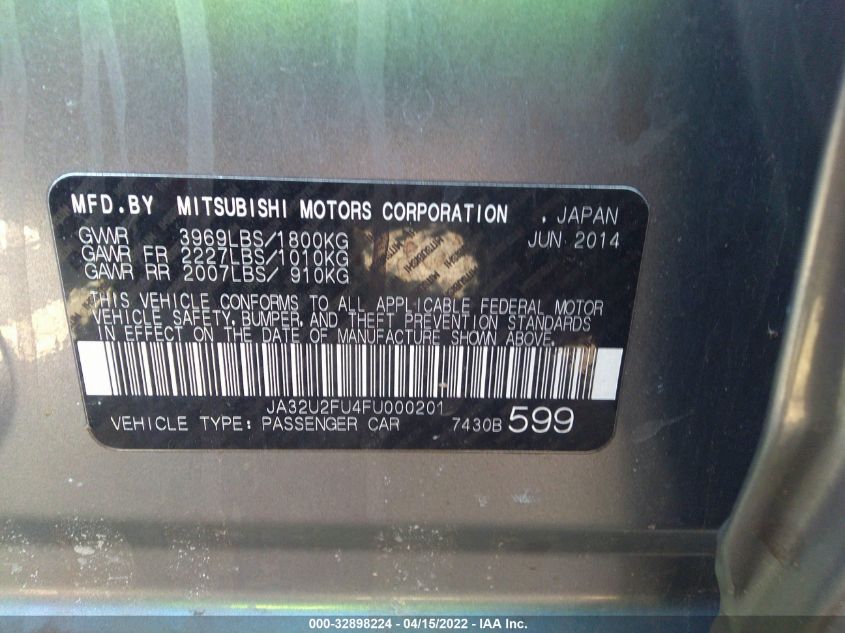 MFD.BY MITSUBISHI MOTORS CORPORATION . JAPAN
GVWR 3969LBS/1800KG JUN 2014
GAWR FR 2227LBS/1010KG
GAWR RR 2007LBS/ 910KG
THIS VEHICLE CONFORMS TO ALL APPLICABLE FEDERAL MOTOR
VEHICLE SAFETY, BUMPER, AND THEFT PREVENTION STANDARDS
IN EFFECT ON THE DATE OF MANUFACTURE SHOWN ABOVE.
JA32U2FU4FU000201
VEHICLE TYPE: PASSENGER CAR 7430B 599
000-32898224 - 04/15/2022 - IAA Inc.